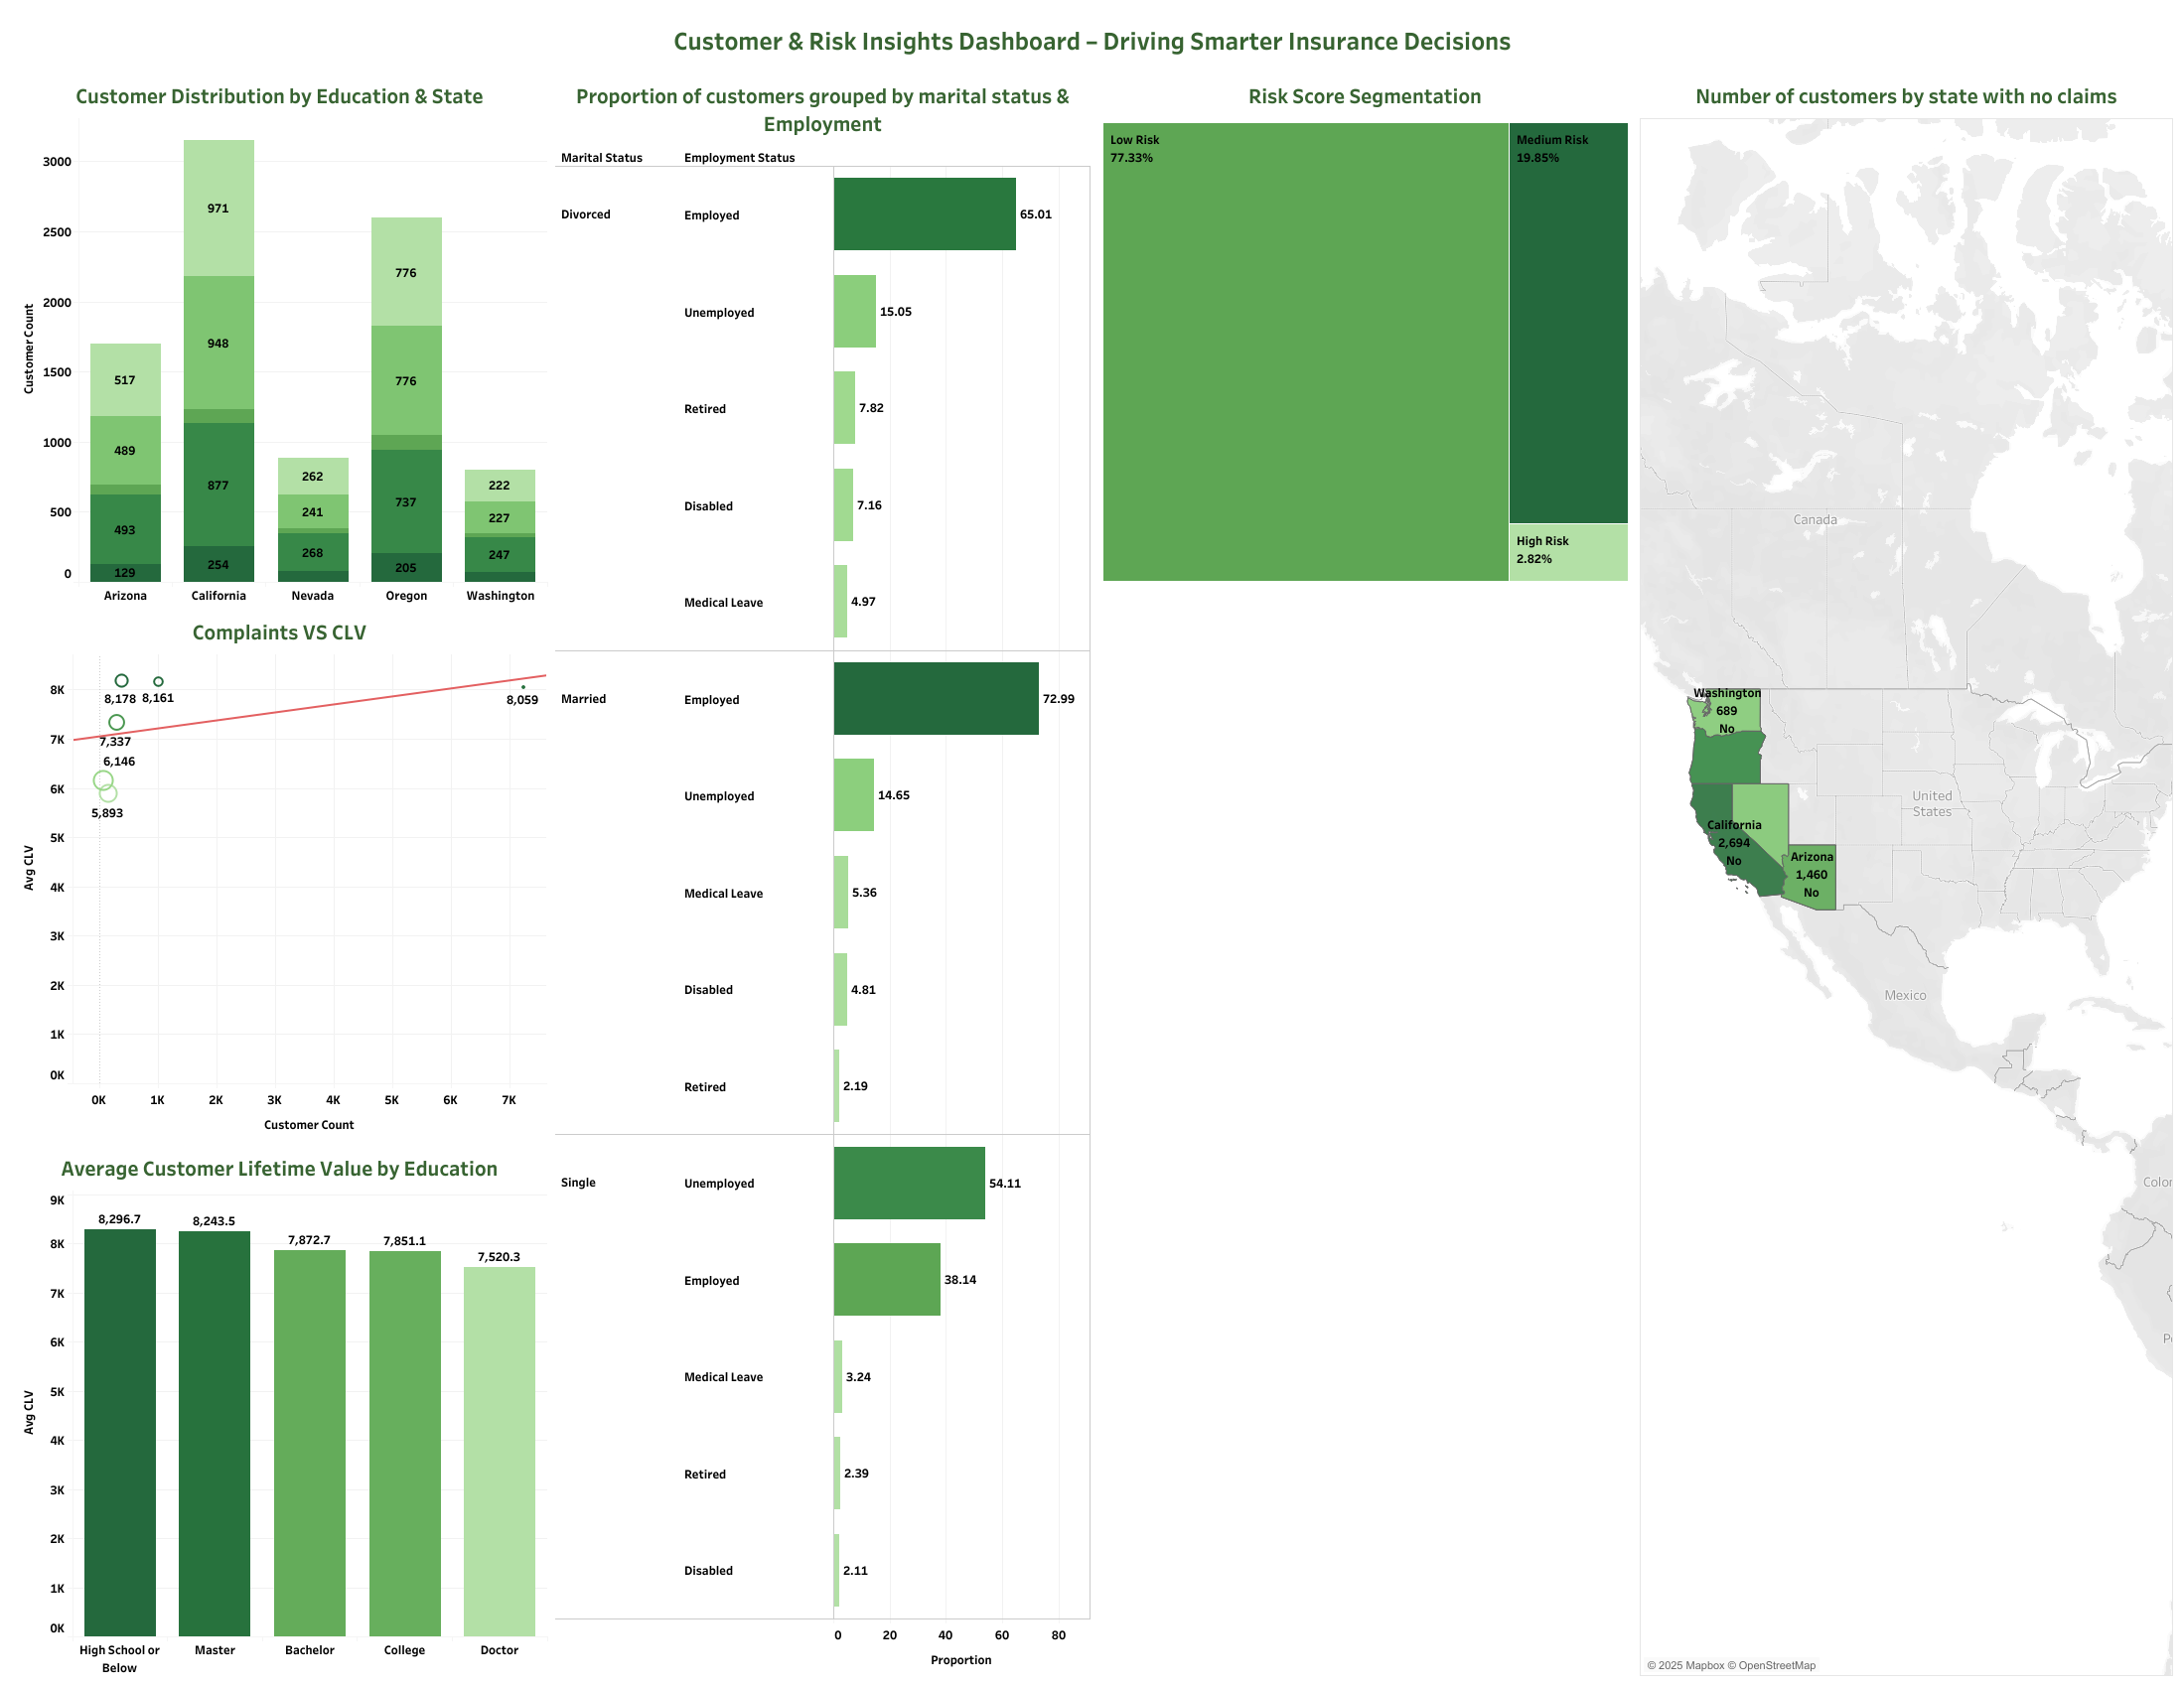 Customer & Risk Insights Dashboard – Driving Smarter Insurance Decisions
Customer Distribution by Education & State
Customer Count
3000
2500
2000
1500
1000
500
0
517
489
493
129
971
948
877
254
262
241
268
776
776
737
205
222
227
247
Arizona
California
Nevada
Oregon
Washington
Complaints VS CLV
Avg CLV
8K
7K
6K
5K
4K
3K
2K
1K
0K
8,178
8,161
8,059
7,337
6,146
5,893
0K
1K
2K
3K
4K
5K
6K
7K
Customer Count
Average Customer Lifetime Value by Education
Avg CLV
9K
8K
7K
6K
5K
4K
3K
2K
1K
0K
8,296.7
8,243.5
7,872.7
7,851.1
7,520.3
High School or
Below
Master
Bachelor
College
Doctor
Proportion of customers grouped by marital status &
Employment
Marital Status
Employment Status
Divorced
Employed
65.01
Unemployed
15.05
Retired
7.82
Disabled
7.16
Medical Leave
4.97
Married
Employed
72.99
Unemployed
14.65
Medical Leave
5.36
Disabled
4.81
Retired
2.19
Single
Unemployed
54.11
Employed
38.14
Medical Leave
3.24
Retired
2.39
Disabled
2.11
0
20
40
60
80
Proportion
Risk Score Segmentation
Low Risk
77.33%
Medium Risk
19.85%
High Risk
2.82%
Number of customers by state with no claims
Canada
Washington
689
No
United
States
California
2,694
No
Arizona
1,460
No
Mexico
Color
© 2025 Mapbox © OpenStreetMap